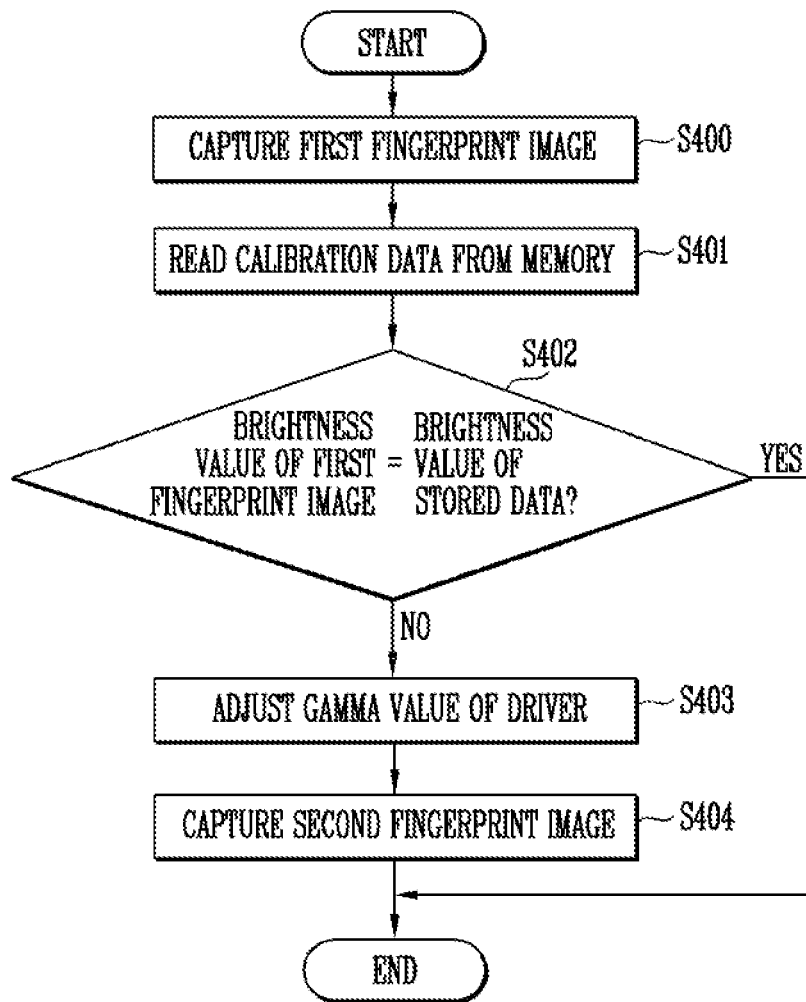 START
CAPTURE FIRST FINGERPRINT IMAGE
S400
READ CALIBRATION DATA FROM MEMORY
S401
S402
BRIGHTNESS BRIGHTNESS
VALUE OF FIRST = VALUE OF
FINGERPRINT IMAGE STORED DATA?
YES
NO
ADJUST GAMMA VALUE OF DRIVER
S403
CAPTURE SECOND FINGERPRINT IMAGE
S404
END